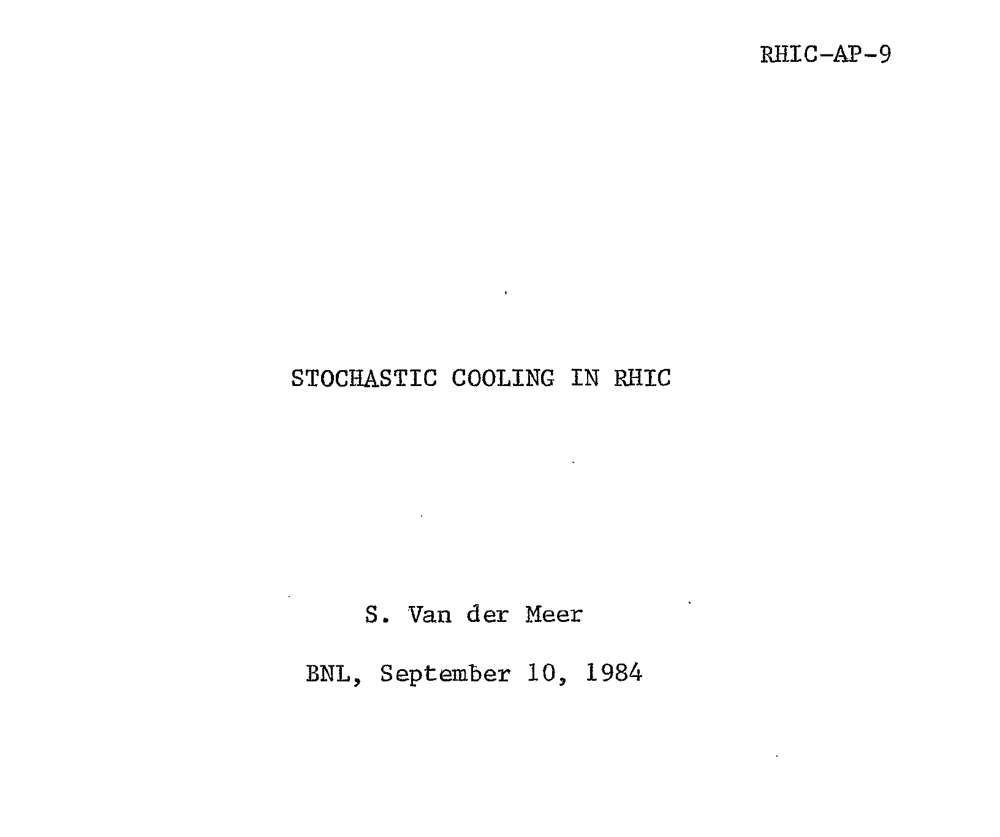 RHIC-AP-9
STOCHASTIC COOLING IN RHIC
S. Van der Meer
BNL, September 10, 1984